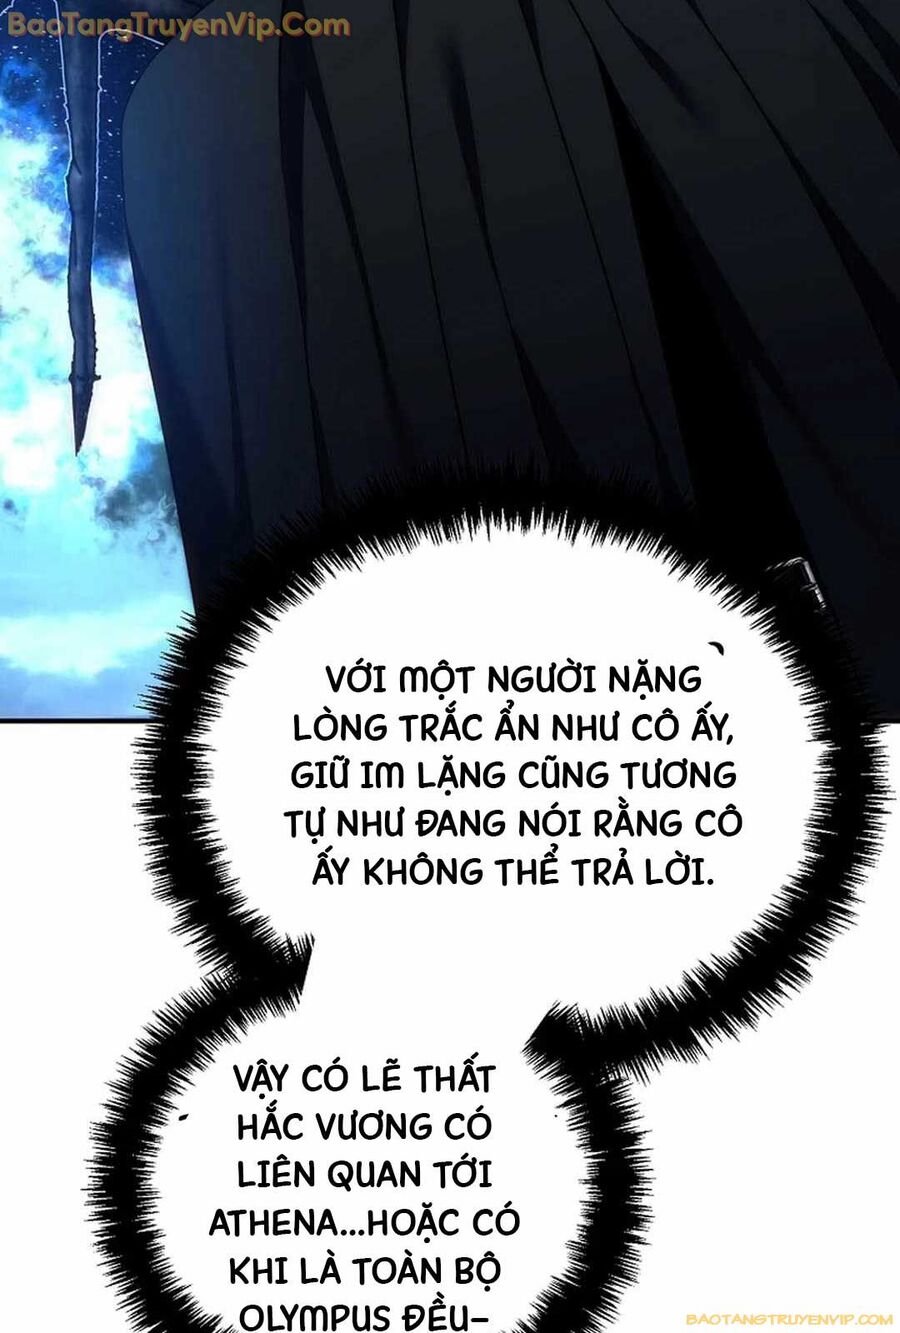 BaoTangTruyenVip.Com
VỚI MỘT NGƯỜI NẶNG
LÒNG TRẮC ẨN NHƯ CÔ ẤY,
GIỮ IM LẶNG CŨNG TƯƠNG
TỰ NHƯ ĐANG NÓI RẰNG CÔ
ẤY KHÔNG THỂ TRẢ LỜI.
VẬY CÓ LẼ THẤT
HẮC VƯƠNG CÓ
LIÊN QUAN TỚI
ATHENA...HOẶC CÓ
KHI LÀ TOÀN BỘ
OLYMPUS ĐỀU-
BAOTANGTRUYENVIP.COM